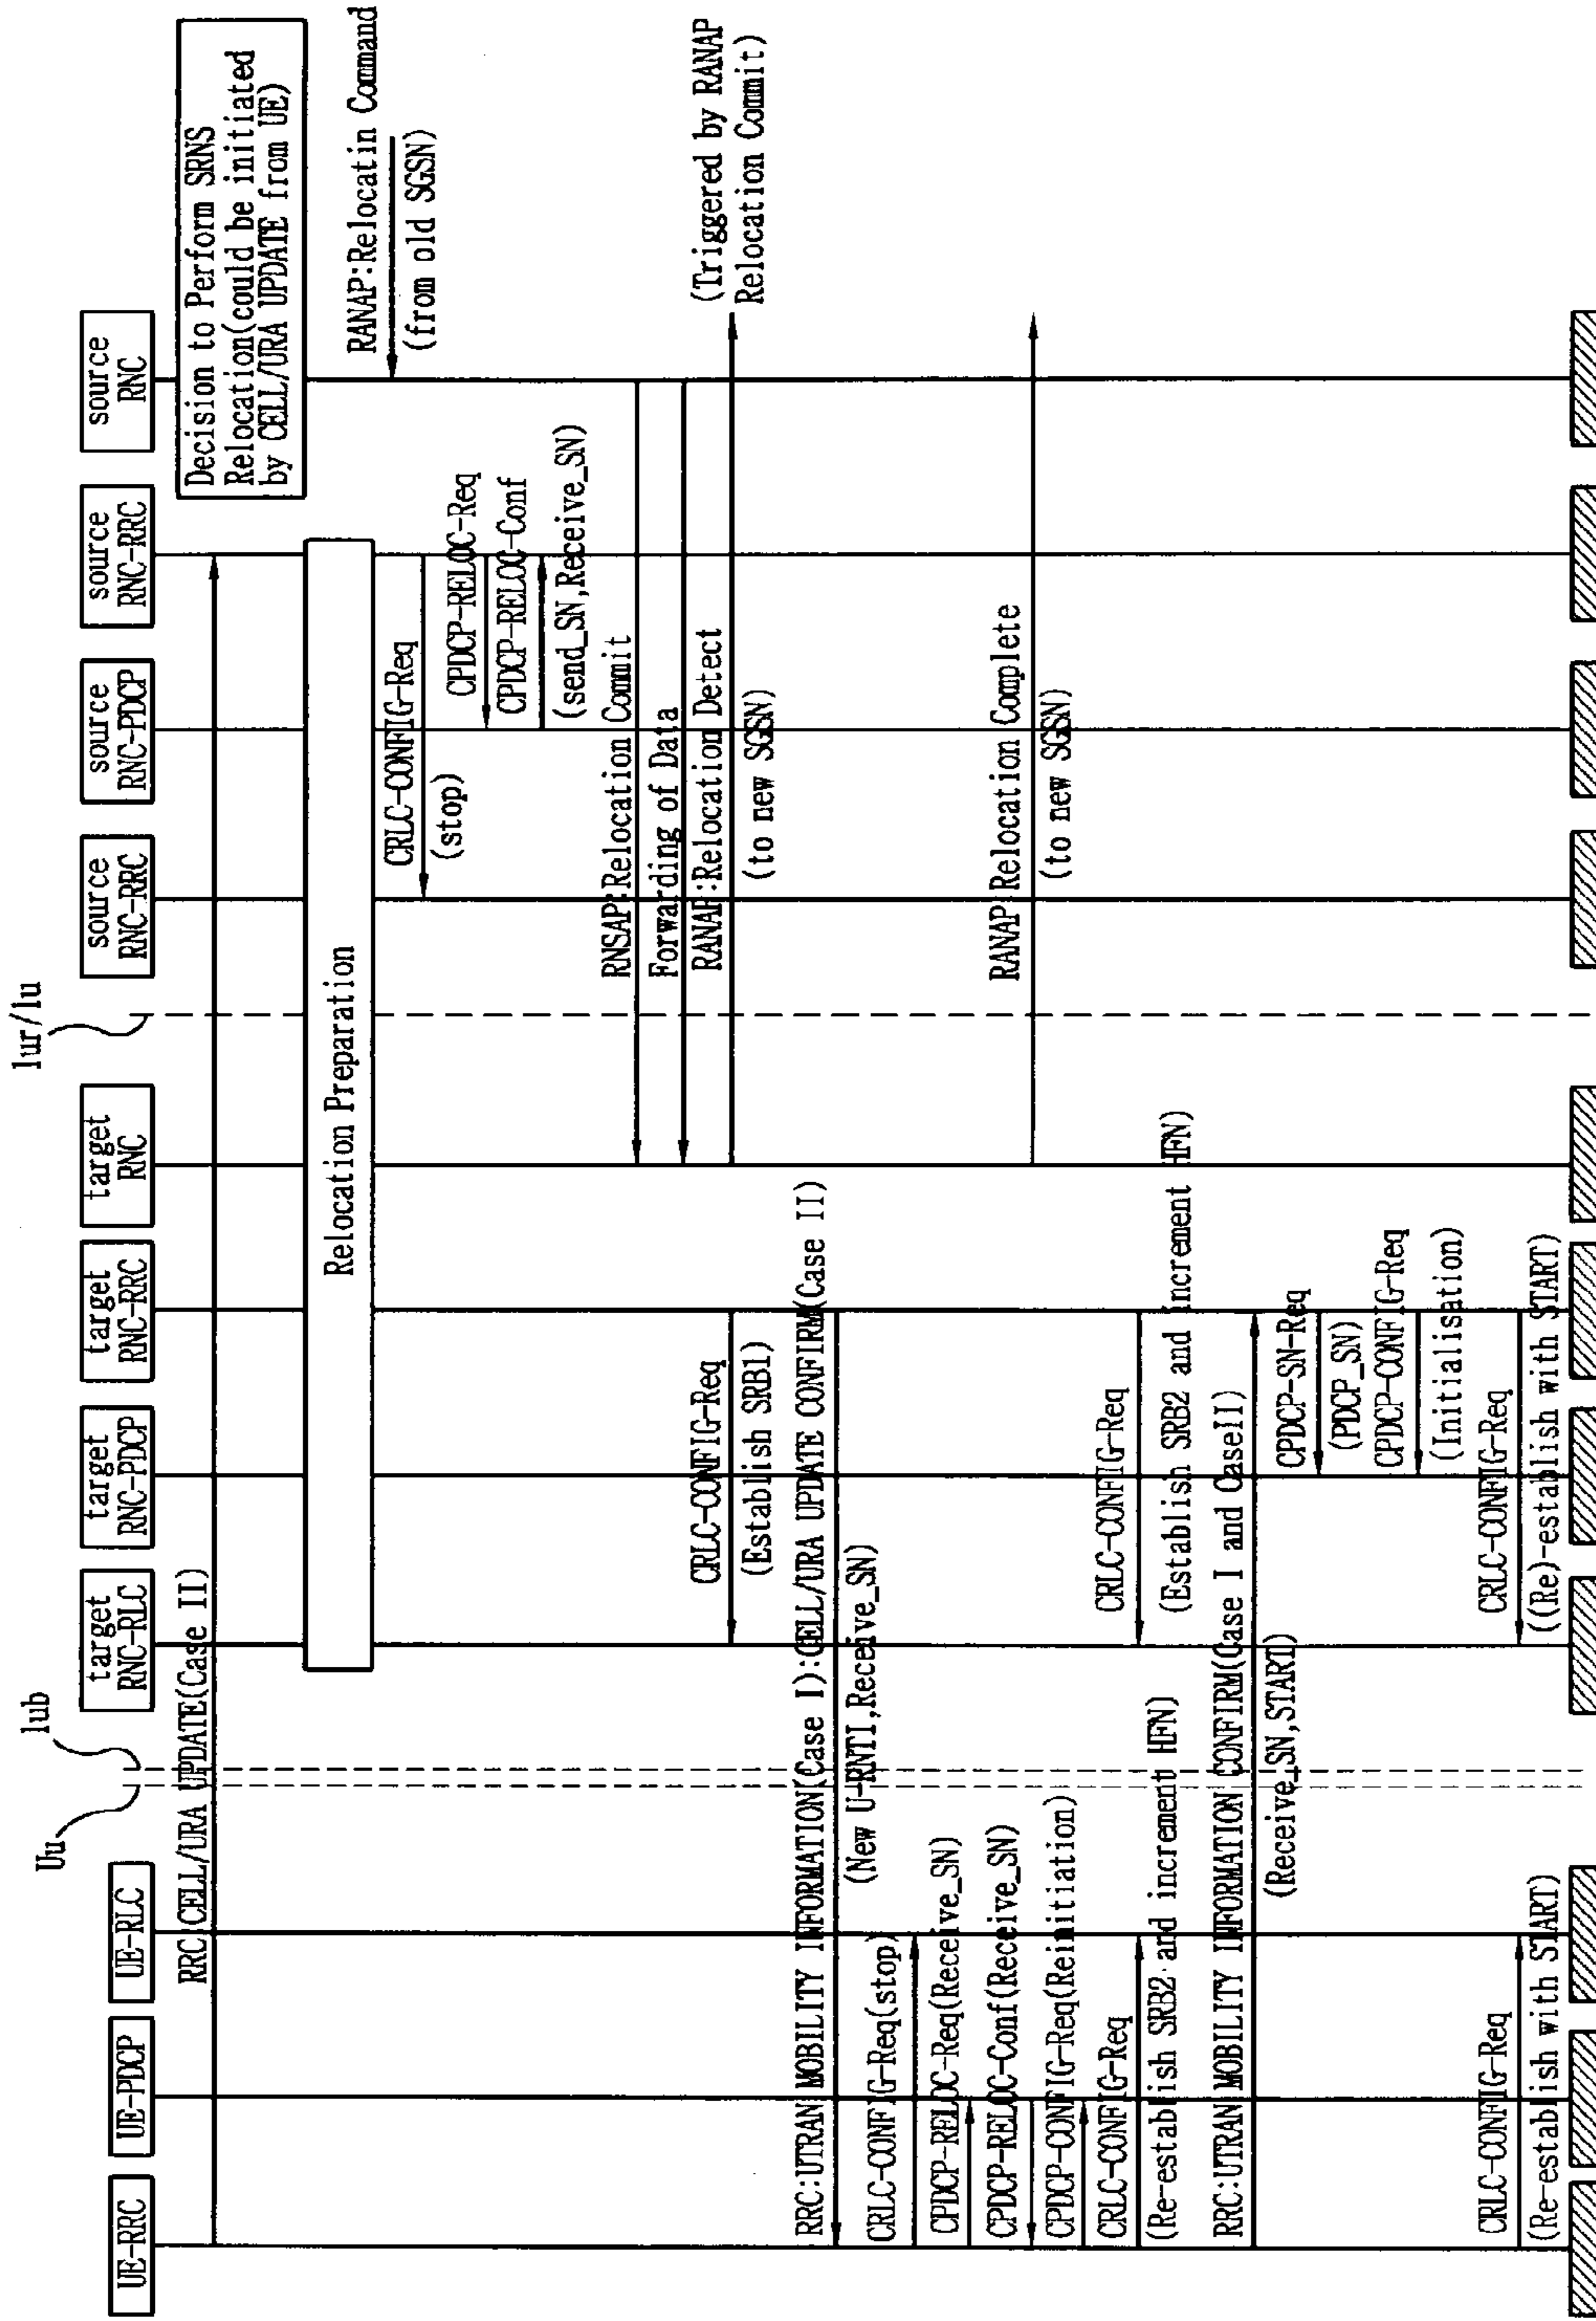 Uu
Iub
Iur/Iu
UE-RRC
UE-PDCP
UE-RLC
target
RNC-RLC
target
RNC-PDCP
target
RNC-RRC
target
RNC
source
RNC-RRC
source
RNC-PDCP
source
RNC-RRC
source
RNC
RRC:CELL/URA UPDATE(Case II)
Decision to Perform SRNS
Relocation(could be initiated
by CELL/URA UPDATE from UE)
Relocation Preparation
RANAP:Relocatin Command
(from old SGSN)
CRLC-CONFIG-Req
(stop)
CPDCP-RELOC-Req
CPDCP-RELOC-Conf
(send_SN,Receive_SN)
RNSAP:Relocation Commit
Forwarding of Data
RANAP:Relocation Detect
(to new SGSN)
(Triggered by RANAP
Relocation Commit)
CRLC-CONFIG-Req
(Establish SRB1)
RRC:UTRAN MOBILITY INFORMATION(Case I):CELL/URA UPDATE CONFIRM(Case II)
(New U-RNTI,Receive_SN)
CRLC-CONFIG-Req(stop)
CPDCP-RELOC-Req(Receive_SN)
CPDCP-RELOC-Conf(Receive_SN)
CPDCP-CONFIG-Req(Reinitiation)
CRLC-CONFIG-Req
(Re-establish SRB2 and increment HFN)
RANAP:Relocation Complete
(to new SGSN)
CRLC-CONFIG-Req
(Establish SRB2 and increment HFN)
RRC:UTRAN MOBILITY INFORMATION CONFIRM(Case I and CaseII)
(Receive_SN,START)
CPDCP-SN-Req
(PDCP_SN)
CPDCP-CONFIG-Req
(Initialisation)
CRLC-CONFIG-Req
((Re)-establish with START)
CRLC-CONFIG-Req
(Re-establish with START)